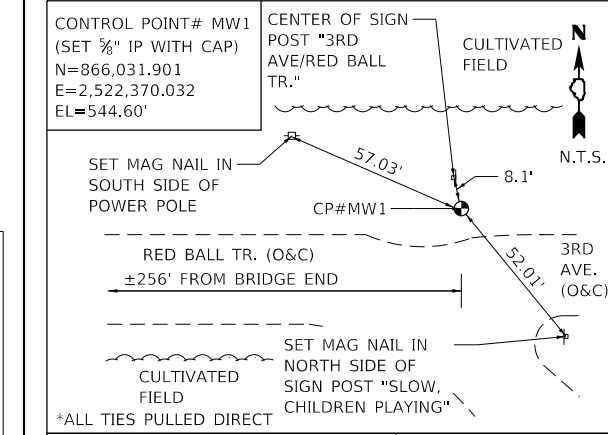 CONTROL POINT# MW1
(SET ⅝" IP WITH CAP)
N=866,031.901
E=2,522,370.032
EL=544.60'
CENTER OF SIGN
POST "3RD
AVE/RED BALL
TR."
CULTIVATED
FIELD
N
N.T.S.
SET MAG NAIL IN
SOUTH SIDE OF
POWER POLE
57.03'
8.1'
CP#MW1
RED BALL TR. (O&C)
±256' FROM BRIDGE END
52.01'
3RD
AVE.
(O&C)
SET MAG NAIL IN
NORTH SIDE OF
SIGN POST "SLOW,
CHILDREN PLAYING"
CULTIVATED
FIELD
*ALL TIES PULLED DIRECT